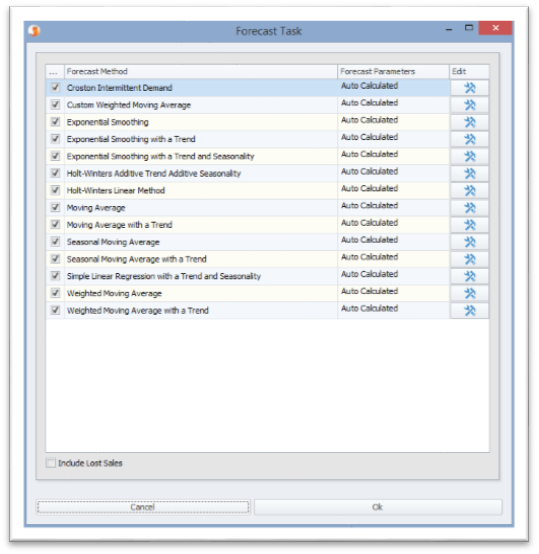 Forecast Task
... Forecast Method Forecast Parameters Edit
Croston Intermittent Demand Auto Calculated
Custom Weighted Moving Average Auto Calculated
Exponential Smoothing Auto Calculated
Exponential Smoothing with a Trend Auto Calculated
Exponential Smoothing with a Trend and Seasonality Auto Calculated
Holt-Winters Additive Trend Additive Seasonality Auto Calculated
Holt-Winters Linear Method Auto Calculated
Moving Average Auto Calculated
Moving Average with a Trend Auto Calculated
Seasonal Moving Average Auto Calculated
Seasonal Moving Average with a Trend Auto Calculated
Simple Linear Regression with a Trend and Seasonality Auto Calculated
Weighted Moving Average Auto Calculated
Weighted Moving Average with a Trend Auto Calculated
Include Lost Sales
Cancel Ok